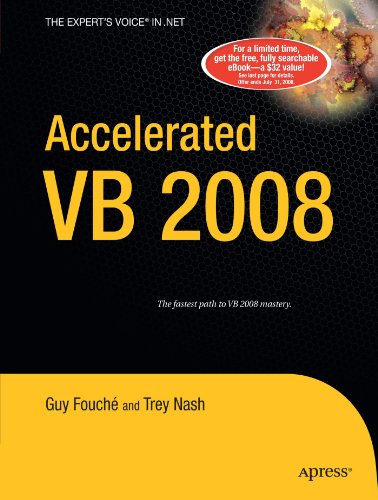 THE EXPERT'S VOICE® IN .NET
For a limited time,
get the free, fully searchable
eBook—a $32 value!
See last page for details.
Offer ends July 31, 2008.
Accelerated
VB 2008
The fastest path to VB 2008 mastery.
Guy Fouché and Trey Nash
Apress®